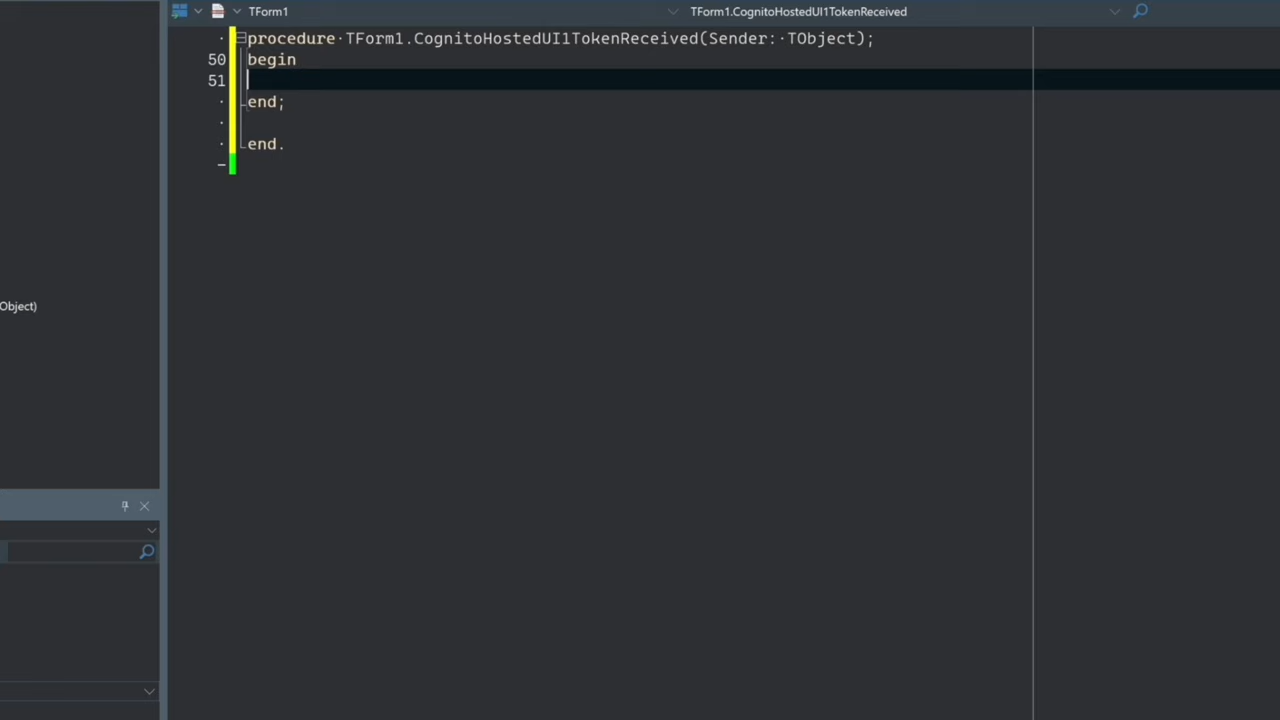 TForm1 TForm1.CognitoHostedUI1TokenReceived
procedure TForm1.CognitoHostedUI1TokenReceived(Sender: TObject);
50 begin
51
end;
end.
Object)